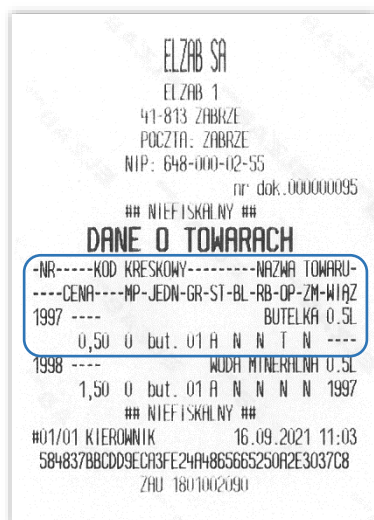 ELZAB SA
ELZAB 1
41-813 ZABRZE
POCZTA: ZABRZE
NIP: 648-000-02-55
nr dok.000000095
## NIEFISKALNY ##
DANE O TOWARACH
-NR-----KOD KRESKOWY---------NAZWA TOWARU-
----CENA----MP-JEDN-GR-ST-BL-RB-OP-ZM-WIĄZ
1997 ---- BUTELKA 0.5L
0,50 0 but. 01 A N N T N ----
1998 ---- WODA MINERALNA 0.5L
1,50 0 but. 01 A N N N N 1997
## NIEFISKALNY ##
#01/01 KIEROWNIK 16.09.2021 11:03
584837BBCDD9ECA3FE24A4865665250A2E3037C8
ZAU 1801002090